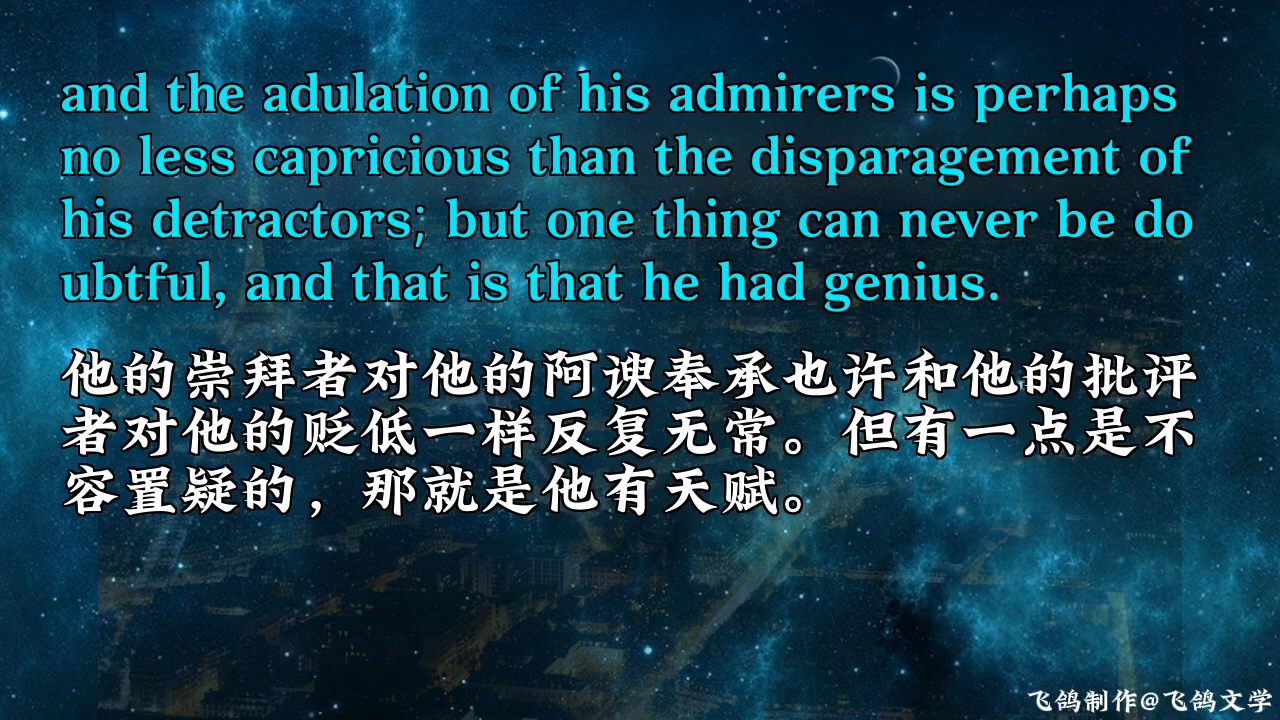 and the adulation of his admirers is perhaps
no less capricious than the disparagement of
his detractors; but one thing can never be do
ubtful, and that is that he had genius.
他的崇拜者对他的阿谀奉承也许和他的批评
者对他的贬低一样反复无常。但有一点是不
容置疑的，那就是他有天赋。
飞鸽制作@飞鸽文学